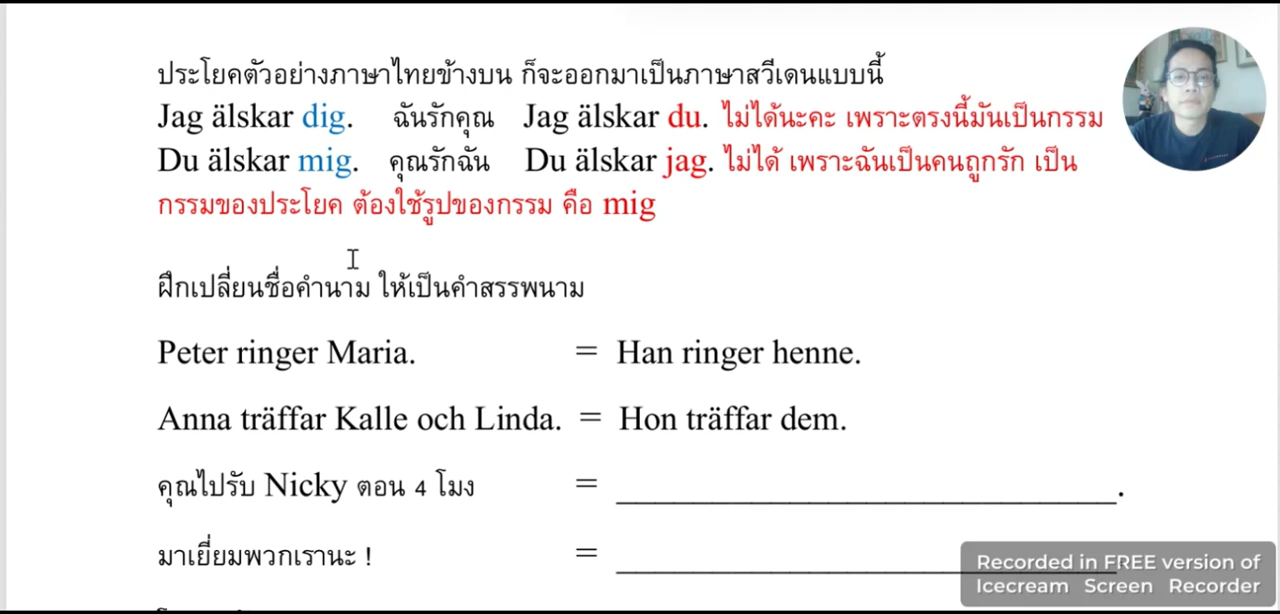 ประโยคตัวอย่างภาษาไทยข้างบน ก็จะออกมาเป็นภาษาสวีเดนแบบนี้
Jag älskar dig. ฉันรักคุณ Jag älskar du. ไม่ได้นะคะ เพราะตรงนี้มันเป็นกรรม
Du älskar mig. คุณรักฉัน Du älskar jag. ไม่ได้ เพราะฉันเป็นคนถูกรัก เป็น
กรรมของประโยค ต้องใช้รูปของกรรม คือ mig
ฝึกเปลี่ยนชื่อคำนาม ให้เป็นคำสรรพนาม
Peter ringer Maria. = Han ringer henne.
Anna träffar Kalle och Linda. = Hon träffar dem.
คุณไปรับ Nicky ตอน 4 โมง = ______________________________.
มาเยี่ยมพวกเรานะ ! = ______________________________
Recorded in FREE version of
Icecream Screen Recorder